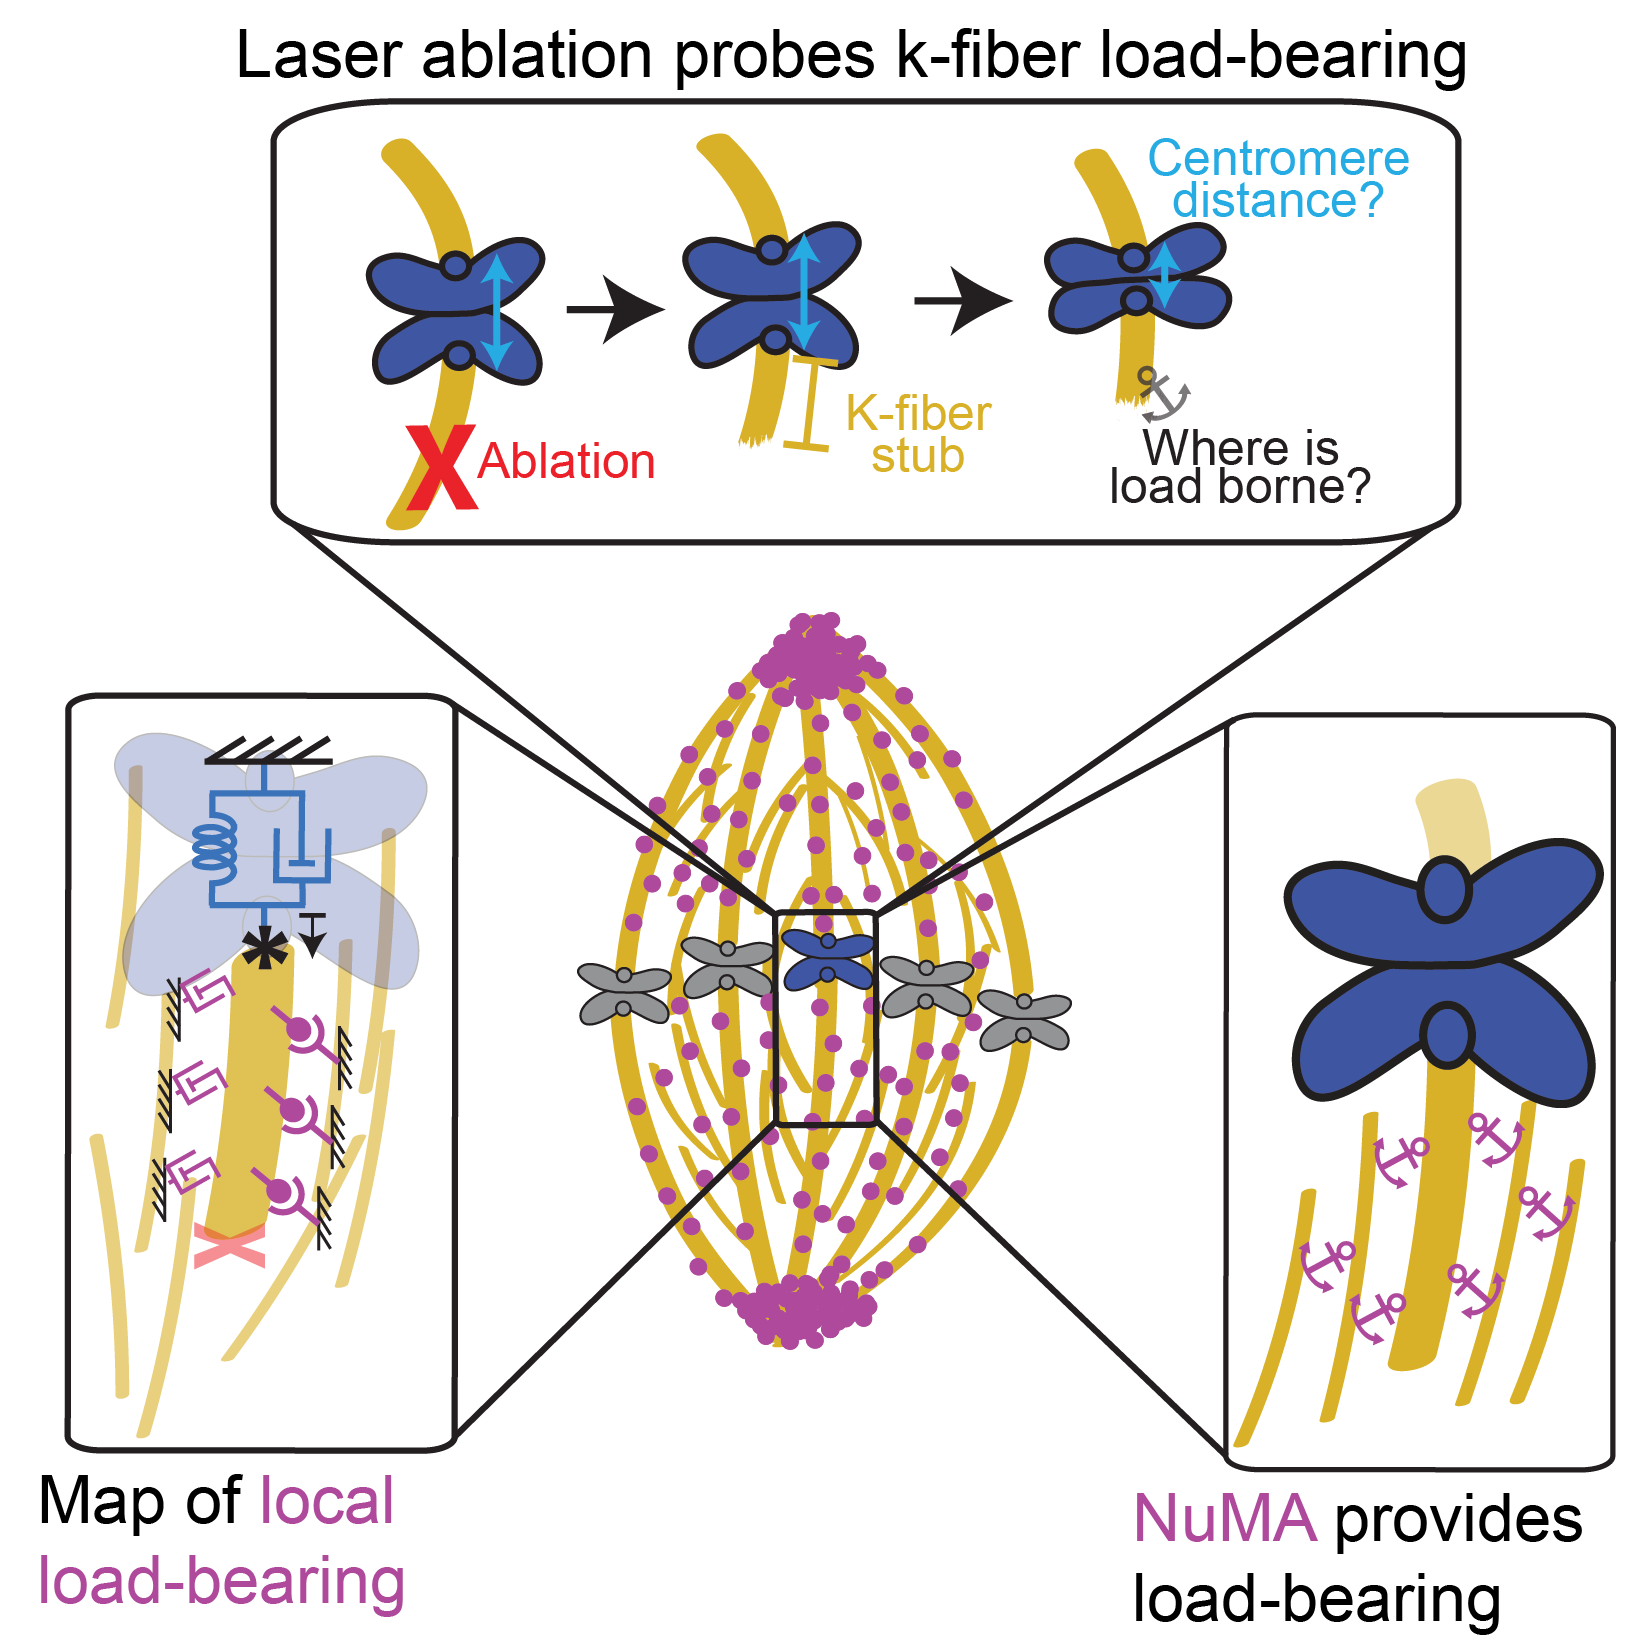 Laser ablation probes k-fiber load-bearing
Centromere
distance?
K-fiber
stub
X Ablation
Where is
load borne?
Map of local
load-bearing
NuMA provides
load-bearing